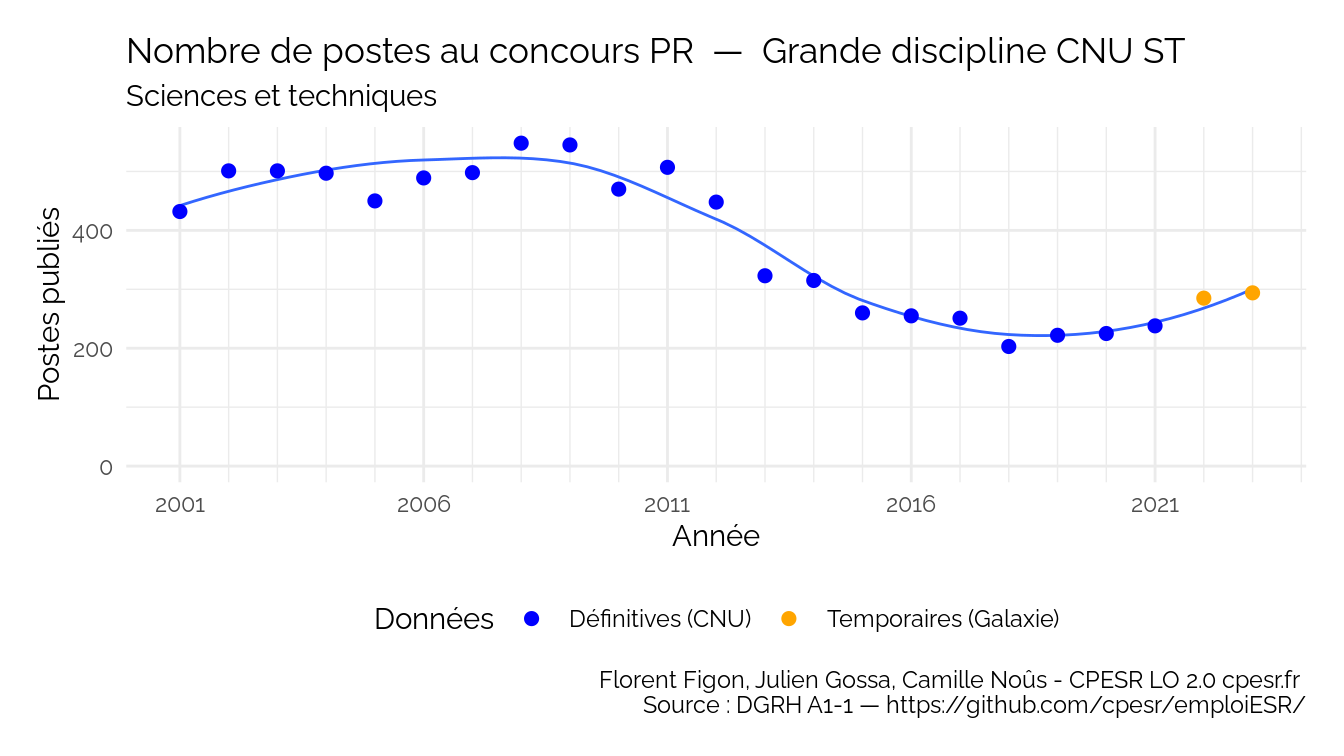 Nombre de postes au concours PR — Grande discipline CNU ST
Sciences et techniques
Postes publiés
400
200
0
2001 2006 2011 2016 2021
Année
Données Définitives (CNU) Temporaires (Galaxie)
Florent Figon, Julien Gossa, Camille Noûs - CPESR LO 2.0 cpesr.fr
Source : DGRH A1-1 — https://github.com/cpesr/emploiESR/